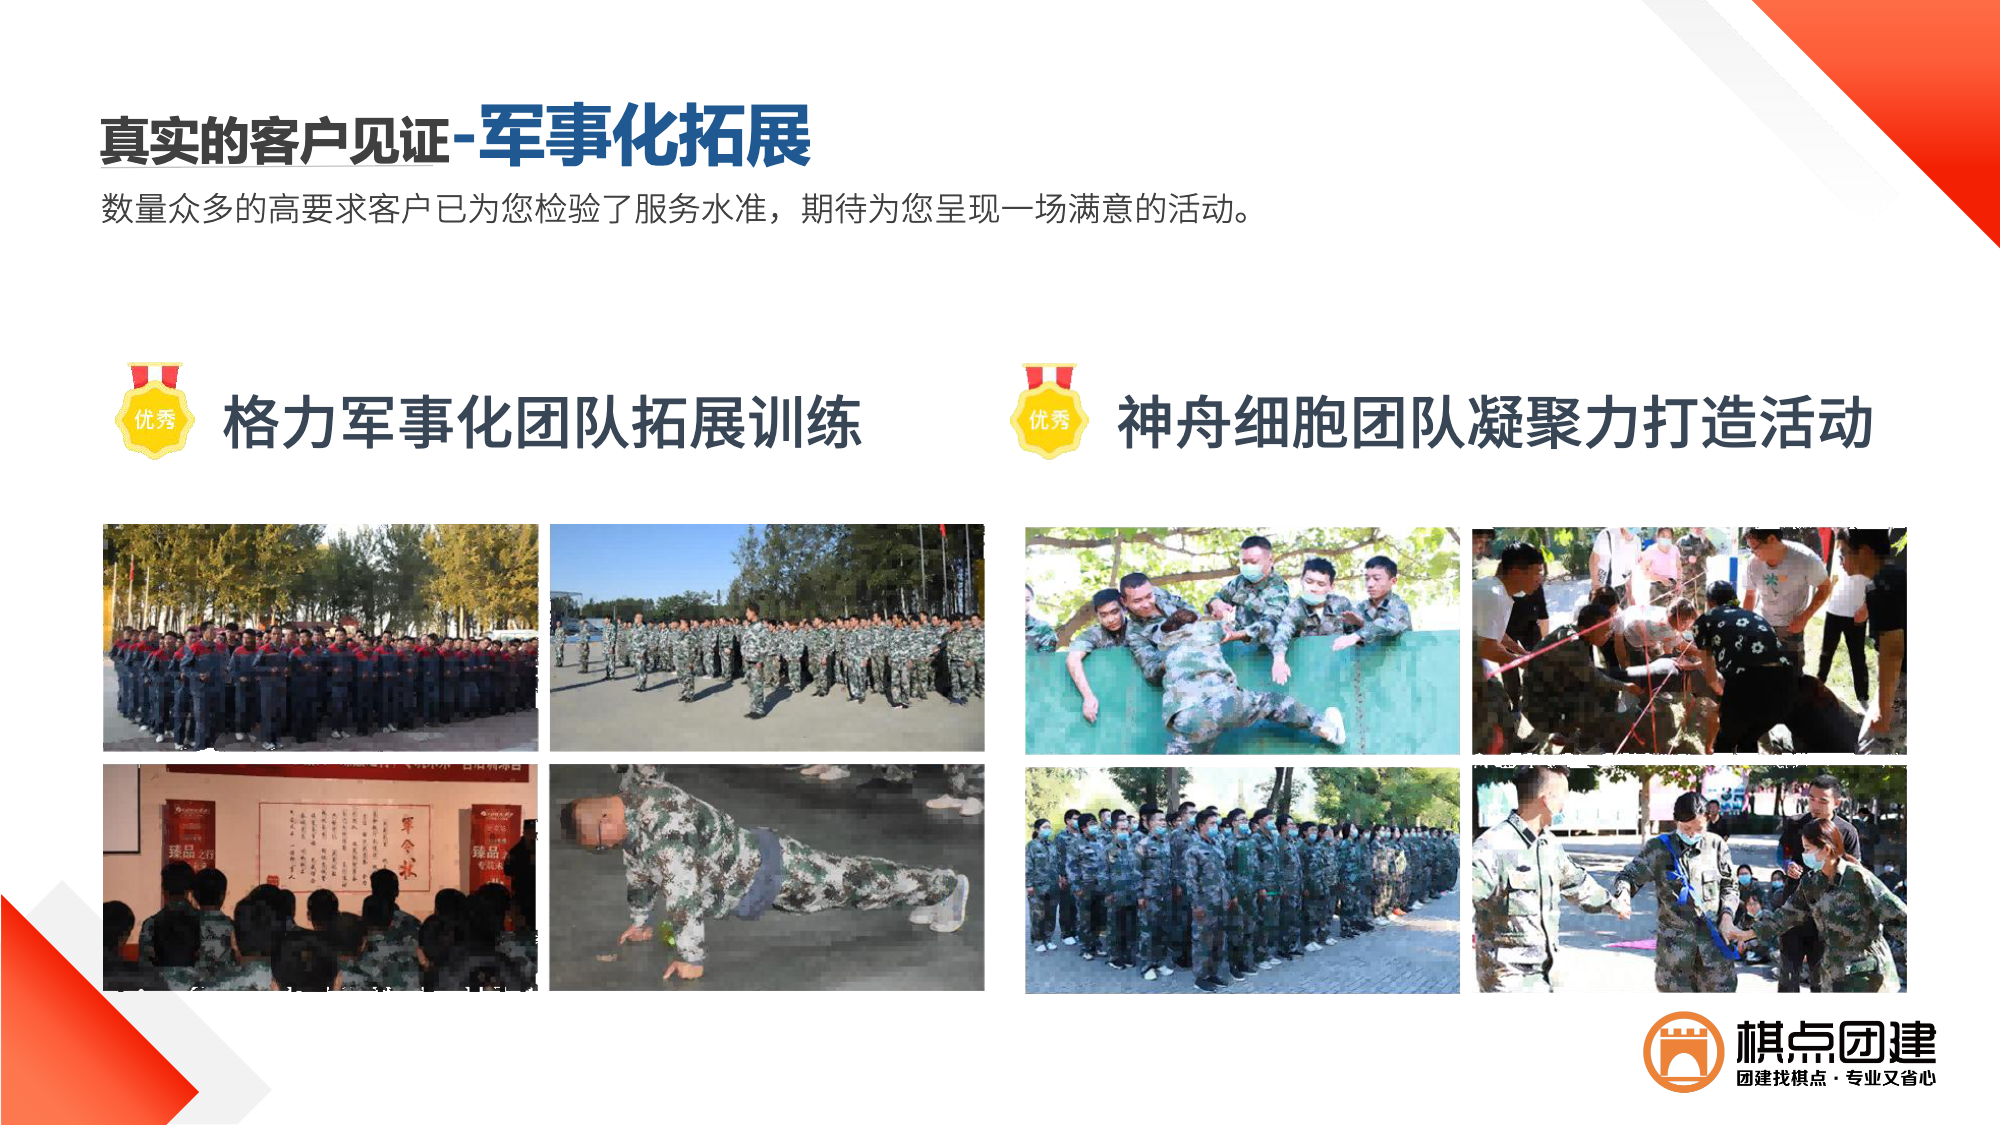 真实的客户见证-军事化拓展
数量众多的高要求客户已为您检验了服务水准，期待为您呈现一场满意的活动。
优秀
格力军事化团队拓展训练
优秀
神舟细胞团队凝聚力打造活动
臻品之行
臻品
军令状
棋点团建
团建找棋点·专业又省心